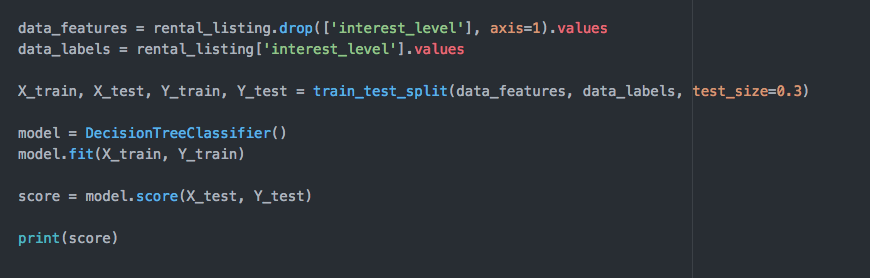 data_features = rental_listing.drop(['interest_level'], axis=1).values
data_labels = rental_listing['interest_level'].values
X_train, X_test, Y_train, Y_test = train_test_split(data_features, data_labels, test_size=0.3)
model = DecisionTreeClassifier()
model.fit(X_train, Y_train)
score = model.score(X_test, Y_test)
print(score)